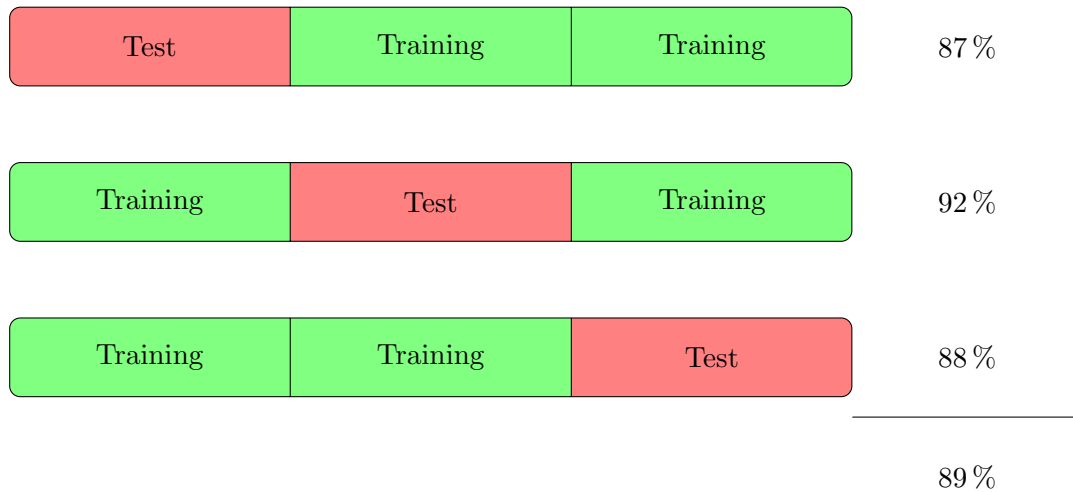 Test Training Training 87 %
Training Test Training 92 %
Training Training Test 88 %
89 %